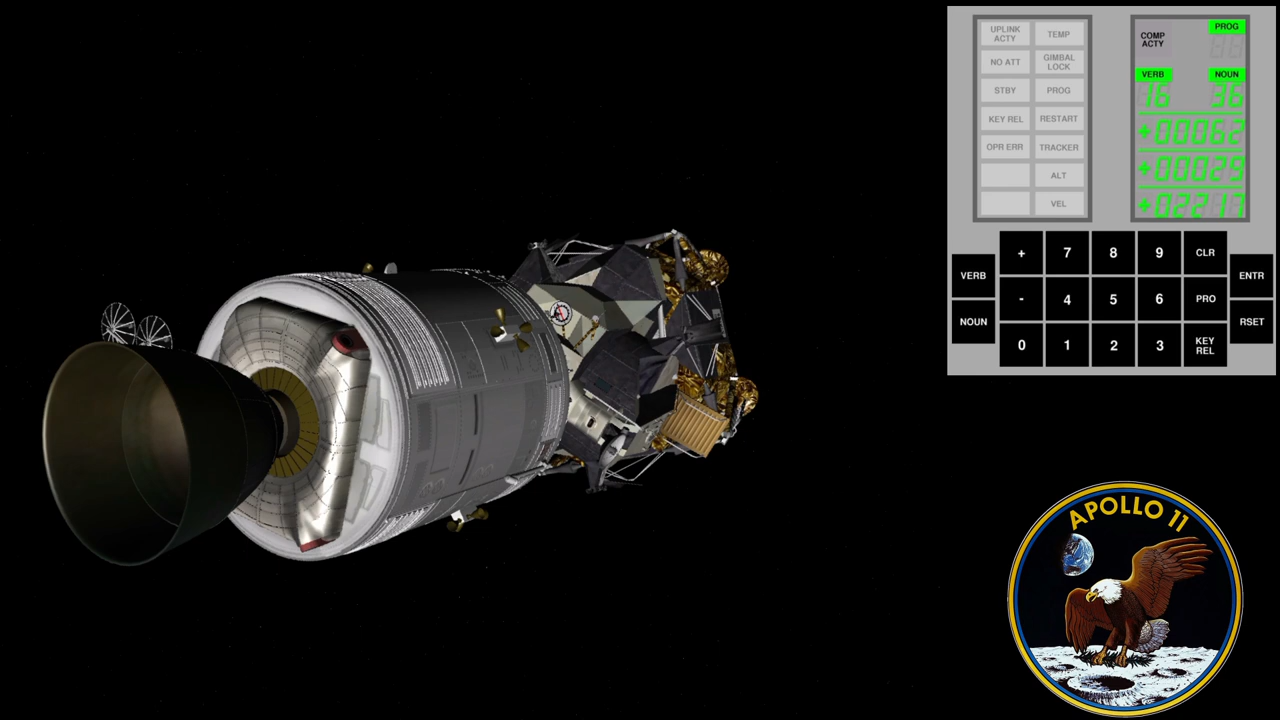 UPLINK
ACTY
TEMP
NO ATT
GIMBAL
LOCK
STBY
PROG
KEY REL
RESTART
OPR ERR
TRACKER
ALT
VEL
COMP
ACTY
PROG
VERB
NOUN
16
36
+00062
+00029
+02217
VERB
NOUN
+
7
8
9
CLR
-
4
5
6
PRO
0
1
2
3
KEY
REL
ENTR
RSET
APOLLO 11